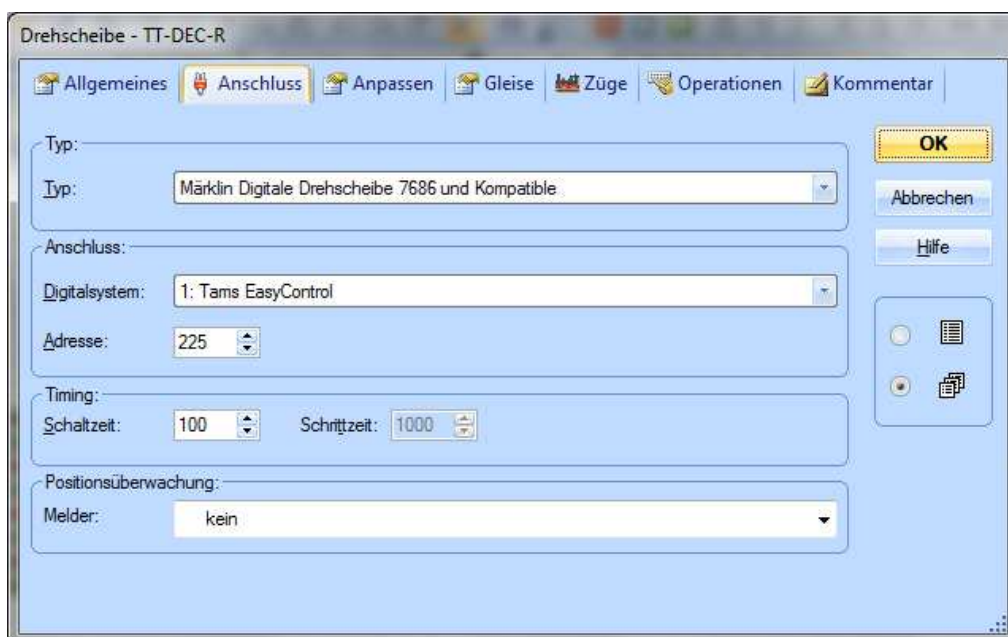 Drehscheibe - TT-DEC-R
Allgemeines Anschluss Anpassen Gleise Züge Operationen Kommentar
Typ:
Typ: Märklin Digitale Drehscheibe 7686 und Kompatible
Anschluss:
Digitalsystem: 1: Tams EasyControl
Adresse: 225
Timing:
Schaltzeit: 100 Schrittzeit: 1000
Positionsüberwachung:
Melder: kein
OK
Abbrechen
Hilfe